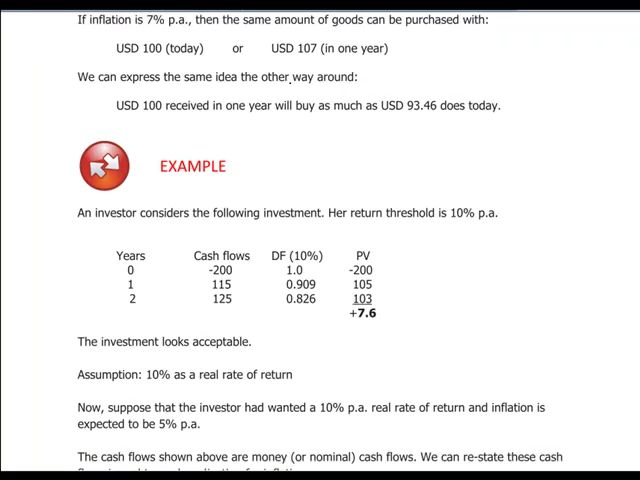 If inflation is 7% p.a., then the same amount of goods can be purchased with:
USD 100 (today) or USD 107 (in one year)
We can express the same idea the other way around:
USD 100 received in one year will buy as much as USD 93.46 does today.
EXAMPLE
An investor considers the following investment. Her return threshold is 10% p.a.
Years Cash flows DF (10%) PV
0 -200 1.0 -200
1 115 0.909 105
2 125 0.826 103
+7.6
The investment looks acceptable.
Assumption: 10% as a real rate of return
Now, suppose that the investor had wanted a 10% p.a. real rate of return and inflation is
expected to be 5% p.a.
The cash flows shown above are money (or nominal) cash flows. We can re-state these cash